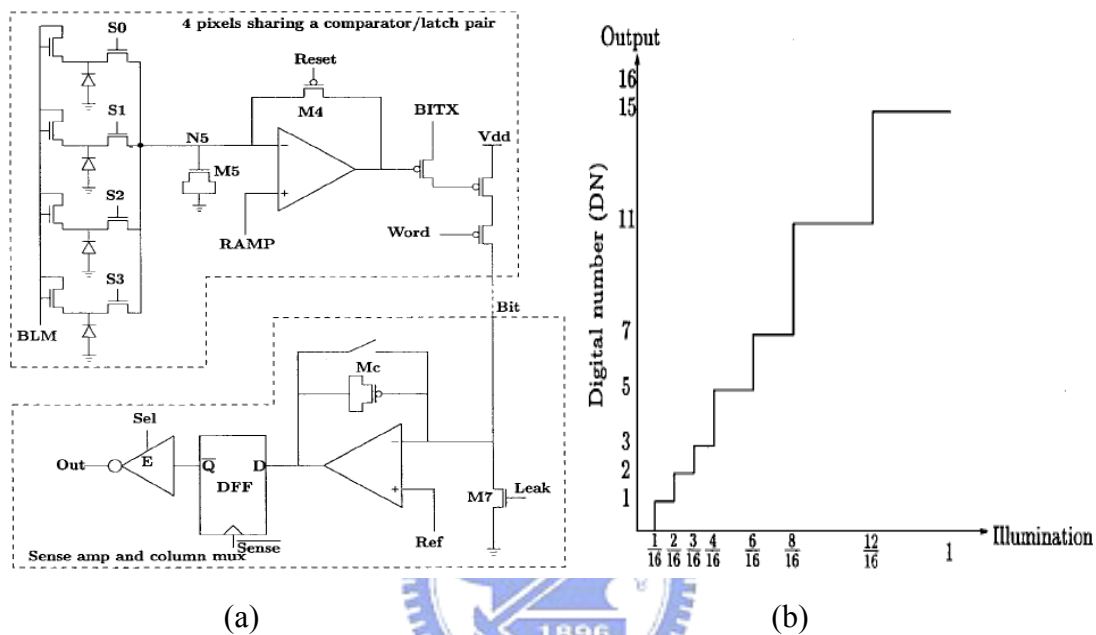 4 pixels sharing a comparator/latch pair
S0
Reset
M4
BITX
Vdd
S1
N5
M5
−
+
RAMP
Word
S2
S3
BLM
Bit
Mc
Sel
Out
E
Q
D
DFF
Sense
−
+
Ref
M7
Leak
Sense amp and column mux
Output
16
15
11
7
5
3
2
1
Digital number (DN)
1/16 2/16 3/16 4/16 6/16 8/16 12/16 1
Illumination
(a)
(b)
1896